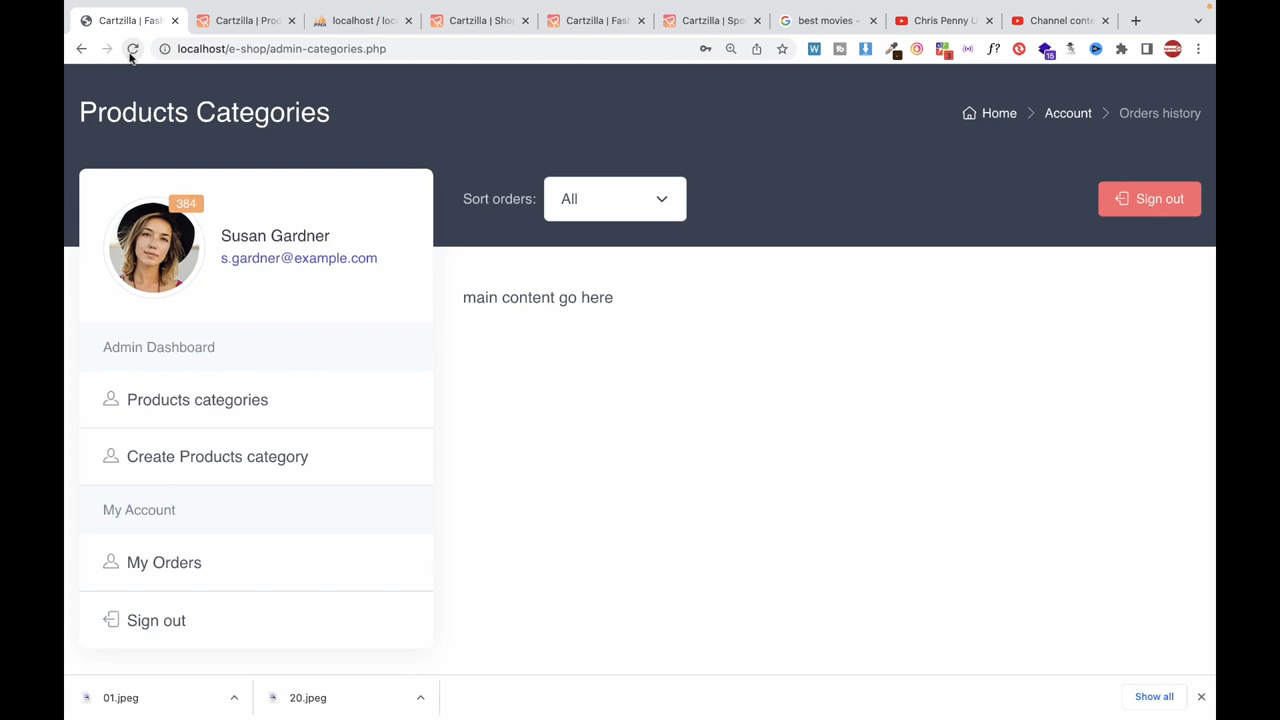 Cartzilla | Fash
Cartzilla | Prod
localhost / loc
Cartzilla | Sho
Cartzilla | Fas
Cartzilla | Spo
best movies -
Chris Penny U
Channel conte
localhost/e-shop/admin-categories.php
15
Products Categories
Home
Account
Orders history
384
Susan Gardner
s.gardner@example.com
Sort orders:
All
Sign out
main content go here
Admin Dashboard
Products categories
Create Products category
My Account
My Orders
Sign out
01.jpeg
20.jpeg
Show all